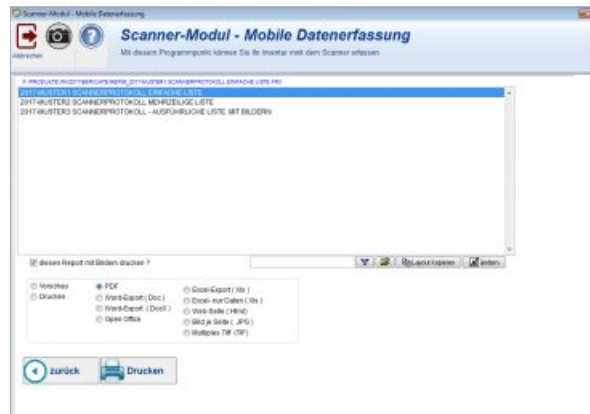 Scanner-Modul - Mobile Datenerfassung
Abbrechen
Scanner-Modul - Mobile Datenerfassung
Mit diesem Programmpunkt können Sie Ihr Inventar mit dem Scanner erfassen
2017-MUSTER1 SCANNERPROTOKOLL EINFACHE LISTE
2017-MUSTER2 SCANNERPROTOKOLL MEHRZEILIGE LISTE
2017-MUSTER3 SCANNERPROTOKOLL - AUSFÜHRLICHE LISTE MIT BILDERN
diesen Report mit Bildern drucken ?
Layout kopieren
ändern
Vorschau
Drucken
PDF
Word-Export ( Doc )
Word-Export ( DocX )
Open Office
Excel-Export ( Xls )
Excel- nur Daten ( Xls )
Web-Seite ( Html)
Bild je Seite ( JPG )
Multiples Tiff (TIF)
zurück
Drucken